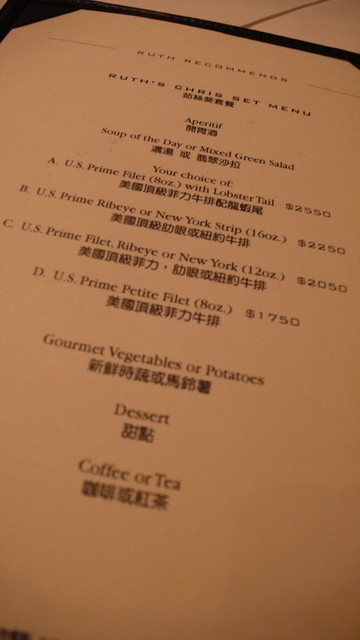 RUTH RECOMMENDS
RUTH'S CHRIS SET MENU
茹絲葵套餐
Aperitif
開胃酒
Soup of the Day or Mixed Green Salad
濃湯 或 翡翠沙拉
Your choice of:
A. U.S. Prime Filet (8oz.) with Lobster Tail $2550
美國頂級菲力牛排配龍蝦尾
B. U.S. Prime Ribeye or New York Strip (16oz.) $2250
美國頂級肋眼或紐約牛排
C. U.S. Prime Filet, Ribeye or New York (12oz.) $2050
美國頂級菲力，肋眼或紐約牛排
D. U.S. Prime Petite Filet (8oz.) $1750
美國頂級菲力牛排
Gourmet Vegetables or Potatoes
新鮮時蔬或馬鈴薯
Dessert
甜點
Coffee or Tea
咖啡或紅茶